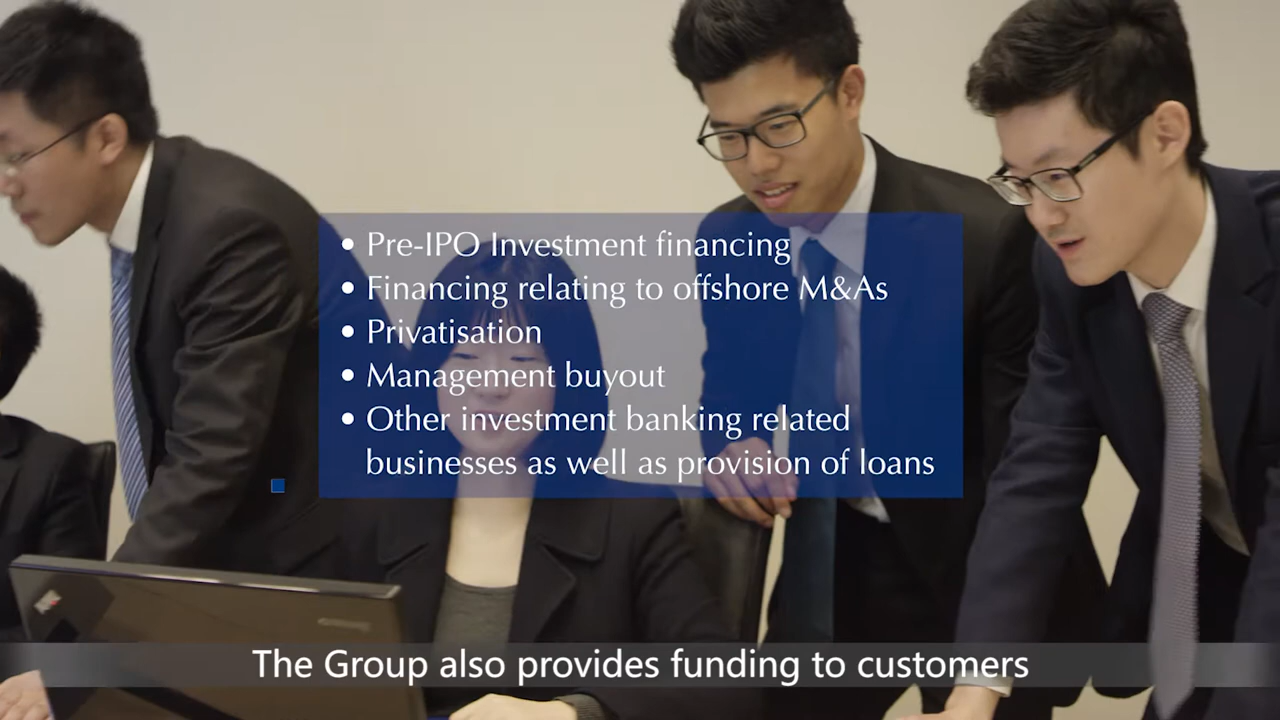 • Pre-IPO Investment financing
• Financing relating to offshore M&As
• Privatisation
• Management buyout
• Other investment banking related
businesses as well as provision of loans
The Group also provides funding to customers